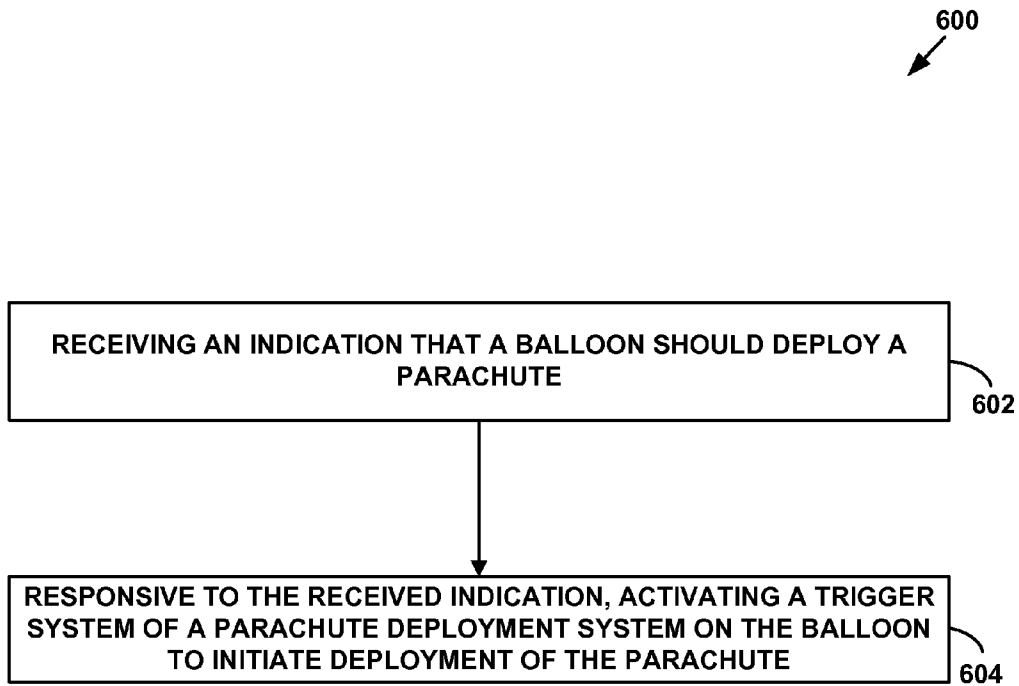 600
RECEIVING AN INDICATION THAT A BALLOON SHOULD DEPLOY A
PARACHUTE
602
RESPONSIVE TO THE RECEIVED INDICATION, ACTIVATING A TRIGGER
SYSTEM OF A PARACHUTE DEPLOYMENT SYSTEM ON THE BALLOON
TO INITIATE DEPLOYMENT OF THE PARACHUTE
604